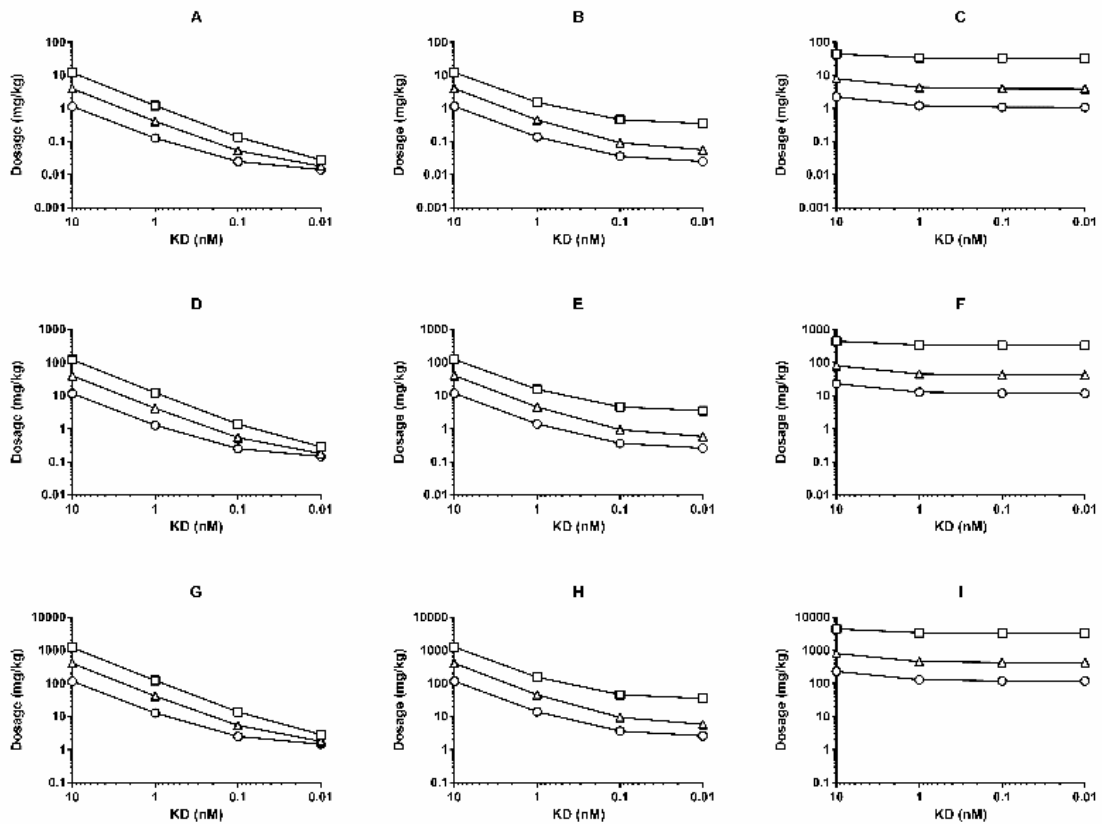 A B C
Dosage (mg/kg) 100 10 1 0.1 0.01 0.001
10 1 0.1 0.01
KD (nM)
Dosage (mg/kg) 100 10 1 0.1 0.01 0.001
10 1 0.1 0.01
KD (nM)
Dosage (mg/kg) 100 10 1 0.1 0.01 0.001
10 1 0.1 0.01
KD (nM)
D E F
Dosage (mg/kg) 1000 100 10 1 0.1 0.01
10 1 0.1 0.01
KD (nM)
Dosage (mg/kg) 1000 100 10 1 0.1 0.01
10 1 0.1 0.01
KD (nM)
Dosage (mg/kg) 1000 100 10 1 0.1 0.01
10 1 0.1 0.01
KD (nM)
G H I
Dosage (mg/kg) 10000 1000 100 10 1 0.1
10 1 0.1 0.01
KD (nM)
Dosage (mg/kg) 10000 1000 100 10 1 0.1
10 1 0.1 0.01
KD (nM)
Dosage (mg/kg) 10000 1000 100 10 1 0.1
10 1 0.1 0.01
KD (nM)